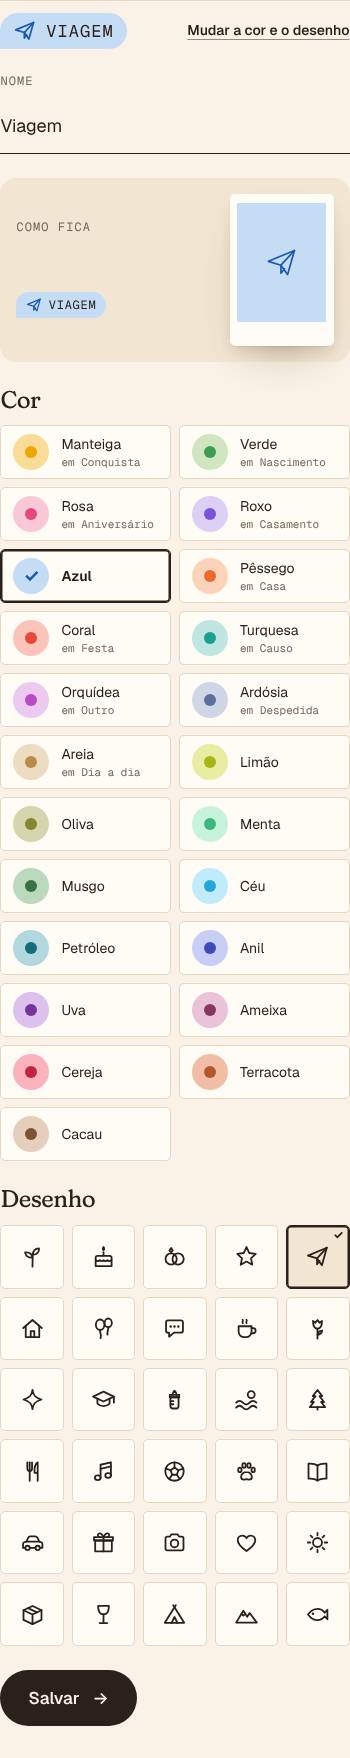 VIAGEM
Mudar a cor e o desenho
NOME
Viagem
COMO FICA
VIAGEM
Cor
Manteiga
em Conquista
Verde
em Nascimento
Rosa
em Aniversário
Roxo
em Casamento
Azul
Pêssego
em Casa
Coral
em Festa
Turquesa
em Causo
Orquídea
em Outro
Ardósia
em Despedida
Areia
em Dia a dia
Limão
Oliva
Menta
Musgo
Céu
Petróleo
Anil
Uva
Ameixa
Cereja
Terracota
Cacau
Desenho
Salvar